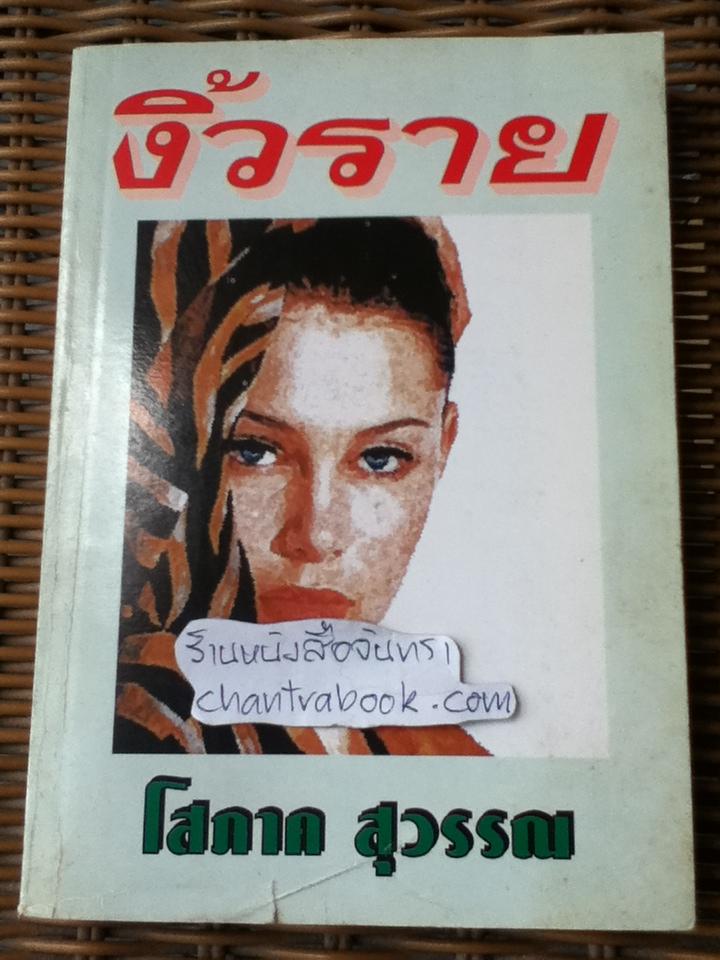 งิ้วราย
ร้านหนังสือจันทรา
chantrabook.com
โสภาค สุวรรณ